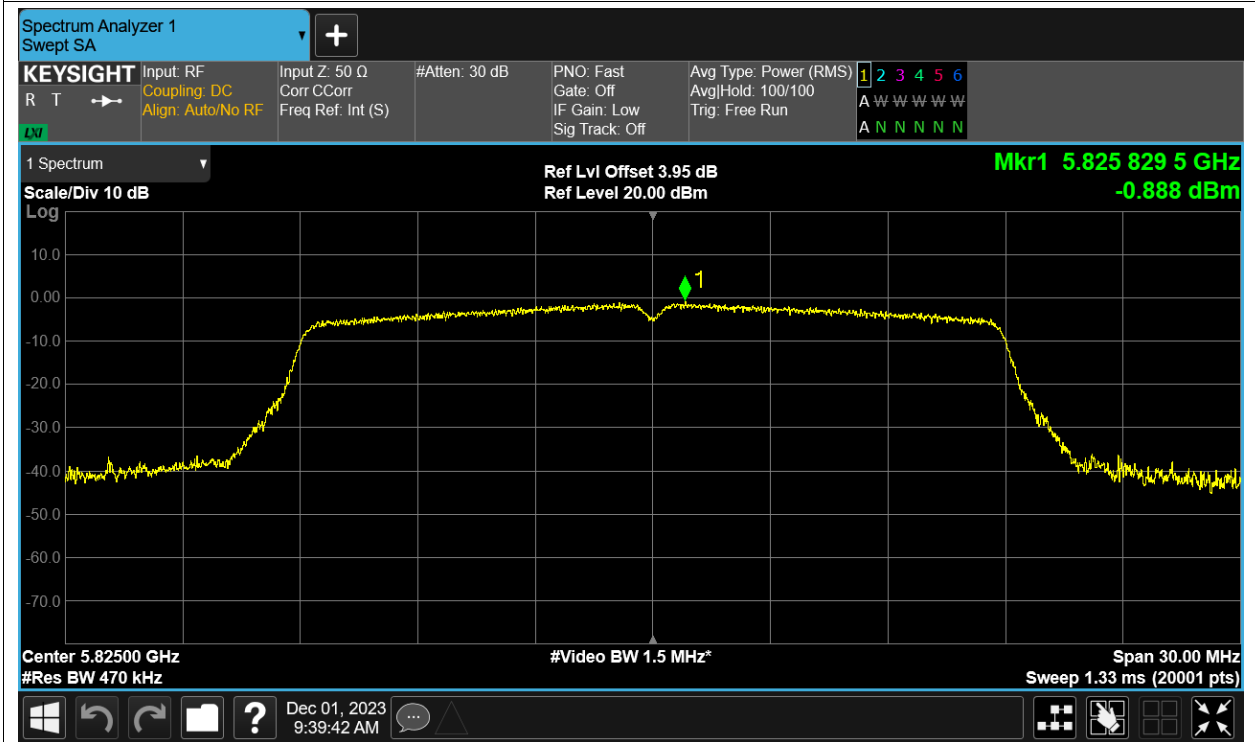 Spectrum Analyzer 1
Swept SA
+
KEYSIGHT
R T
LXI
Input: RF
Coupling: DC
Align: Auto/No RF
Input Z: 50 Ω
Corr CCorr
Freq Ref: Int (S)
#Atten: 30 dB
PNO: Fast
Gate: Off
IF Gain: Low
Sig Track: Off
Avg Type: Power (RMS)
Avg|Hold: 100/100
Trig: Free Run
1 2 3 4 5 6
A W W W W W
A N N N N N
1 Spectrum
Scale/Div 10 dB
Log
Ref Lvl Offset 3.95 dB
Ref Level 20.00 dBm
Mkr1 5.825 829 5 GHz
-0.888 dBm
1
10.0
0.00
-10.0
-20.0
-30.0
-40.0
-50.0
-60.0
-70.0
Center 5.82500 GHz
#Res BW 470 kHz
#Video BW 1.5 MHz*
Span 30.00 MHz
Sweep 1.33 ms (20001 pts)
?
Dec 01, 2023
9:39:42 AM